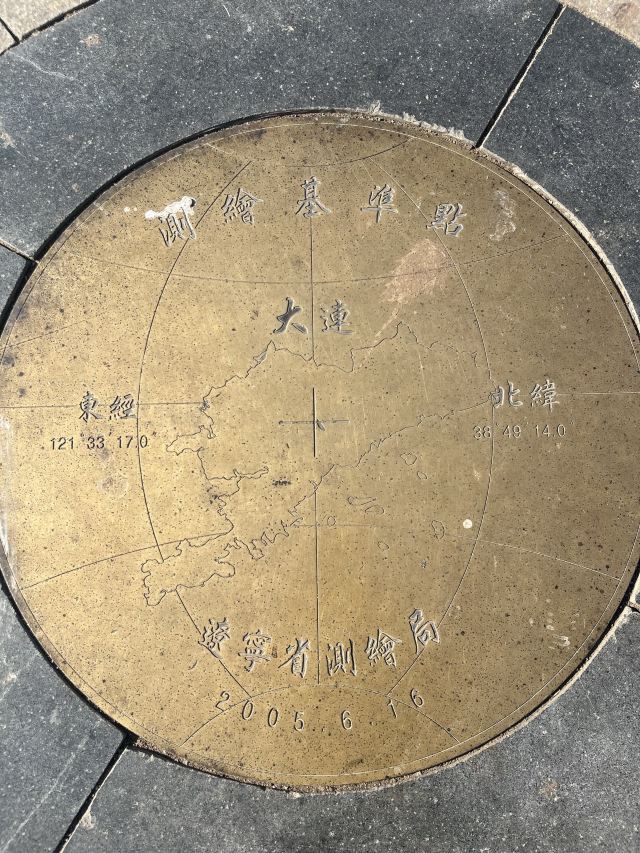 測繪基準點
大連
東經
121 33 17.0
北緯
38 49 14.0
遼寧省測繪局
2005.6.16